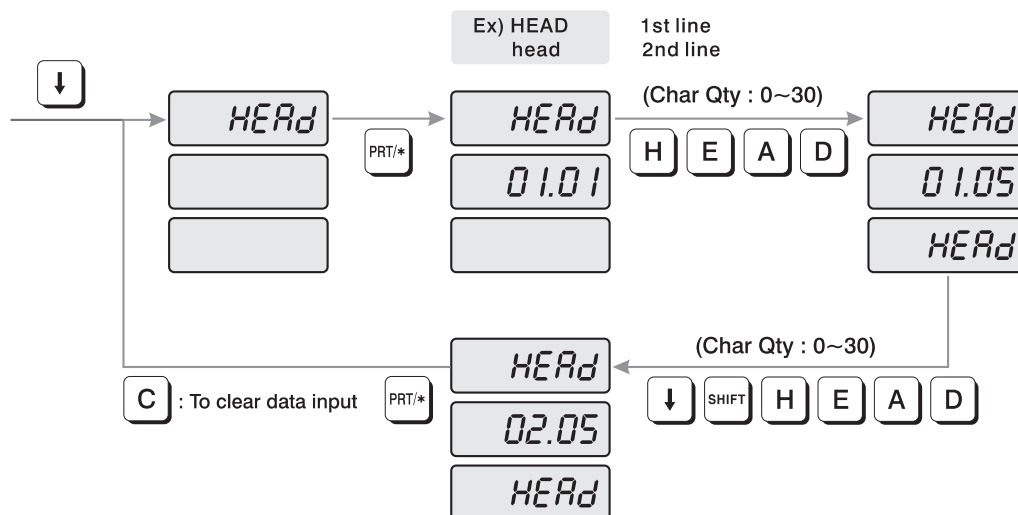 Ex) HEAD 1st line
head 2nd line
↓
HEAd
PRT/*
HEAd
01.01
(Char Qty : 0~30)
H E A D
HEAd
01.05
HEAd
(Char Qty : 0~30)
↓ SHIFT H E A D
HEAd
02.05
HEAd
PRT/*
C : To clear data input